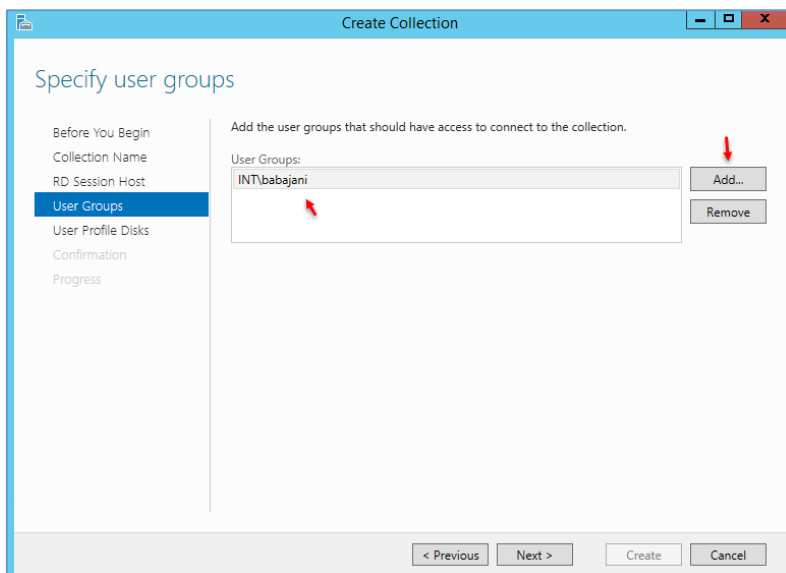 Create Collection
Specify user groups
Before You Begin
Collection Name
RD Session Host
User Groups
User Profile Disks
Confirmation
Progress
Add the user groups that should have access to connect to the collection.
User Groups:
INT\babajani
Add...
Remove
< Previous
Next >
Create
Cancel